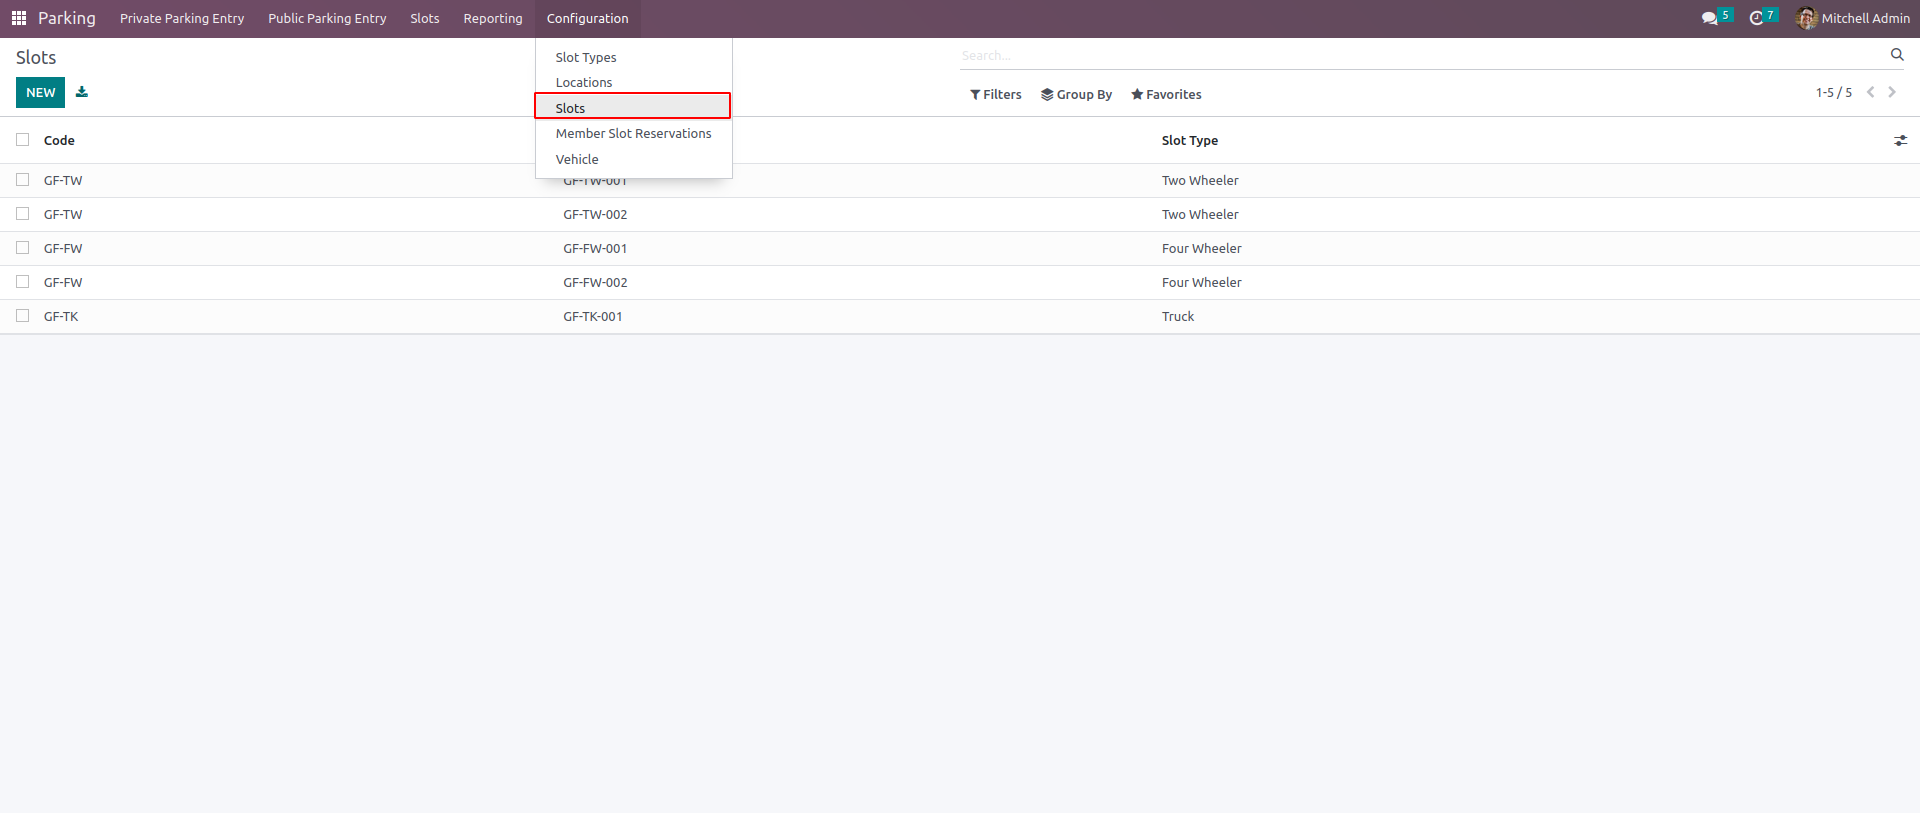 Parking Private Parking Entry Public Parking Entry Slots Reporting Configuration 5 7 Mitchell Admin
Slots
Search...
NEW
Filters Group By Favorites 1-5 / 5
Slot Types
Locations
Slots
Member Slot Reservations
Vehicle
Code Slot Type
GF-TW GF-TW-001 Two Wheeler
GF-TW GF-TW-002 Two Wheeler
GF-FW GF-FW-001 Four Wheeler
GF-FW GF-FW-002 Four Wheeler
GF-TK GF-TK-001 Truck